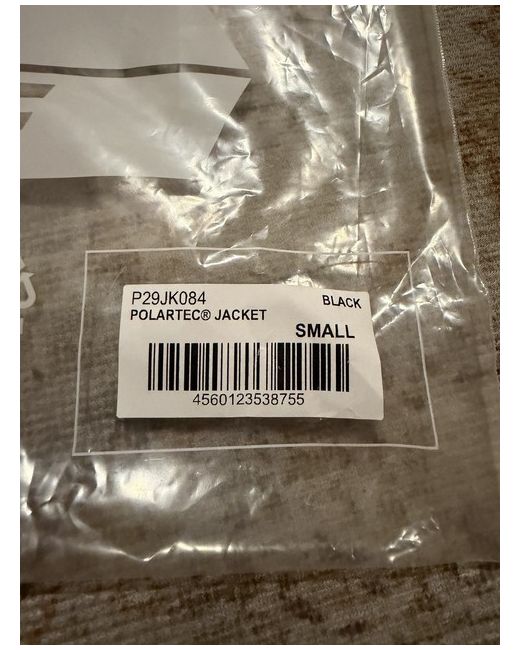 P29JK084 BLACK
POLARTEC® JACKET
SMALL
4560123538755